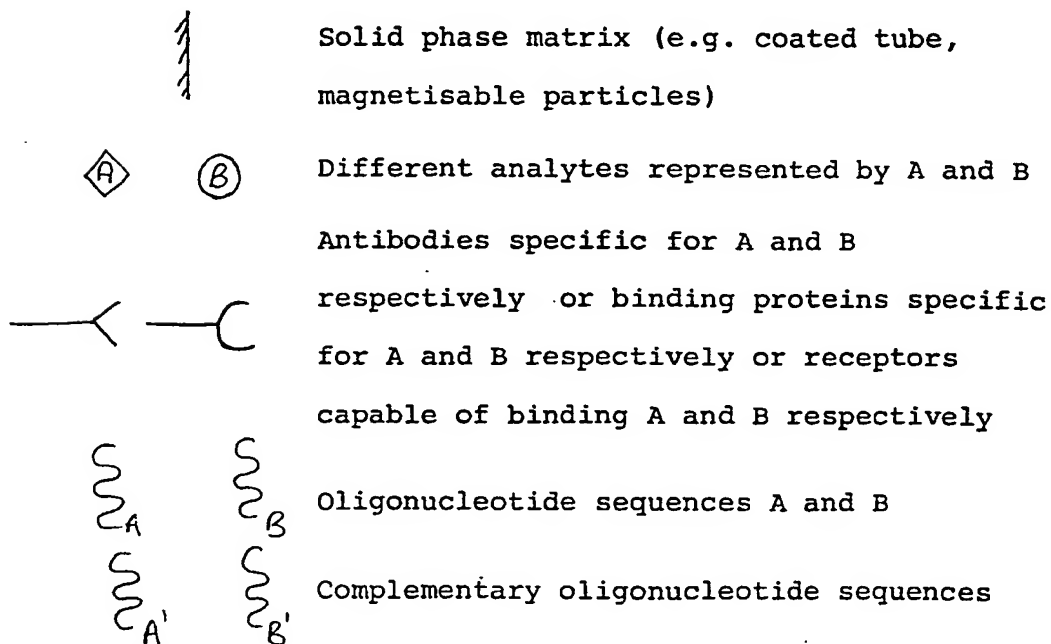 Solid phase matrix (e.g. coated tube,
magnetisable particles)
A B Different analytes represented by A and B
Antibodies specific for A and B
respectively or binding proteins specific
for A and B respectively or receptors
capable of binding A and B respectively
A B Oligonucleotide sequences A and B
A' B' Complementary oligonucleotide sequences